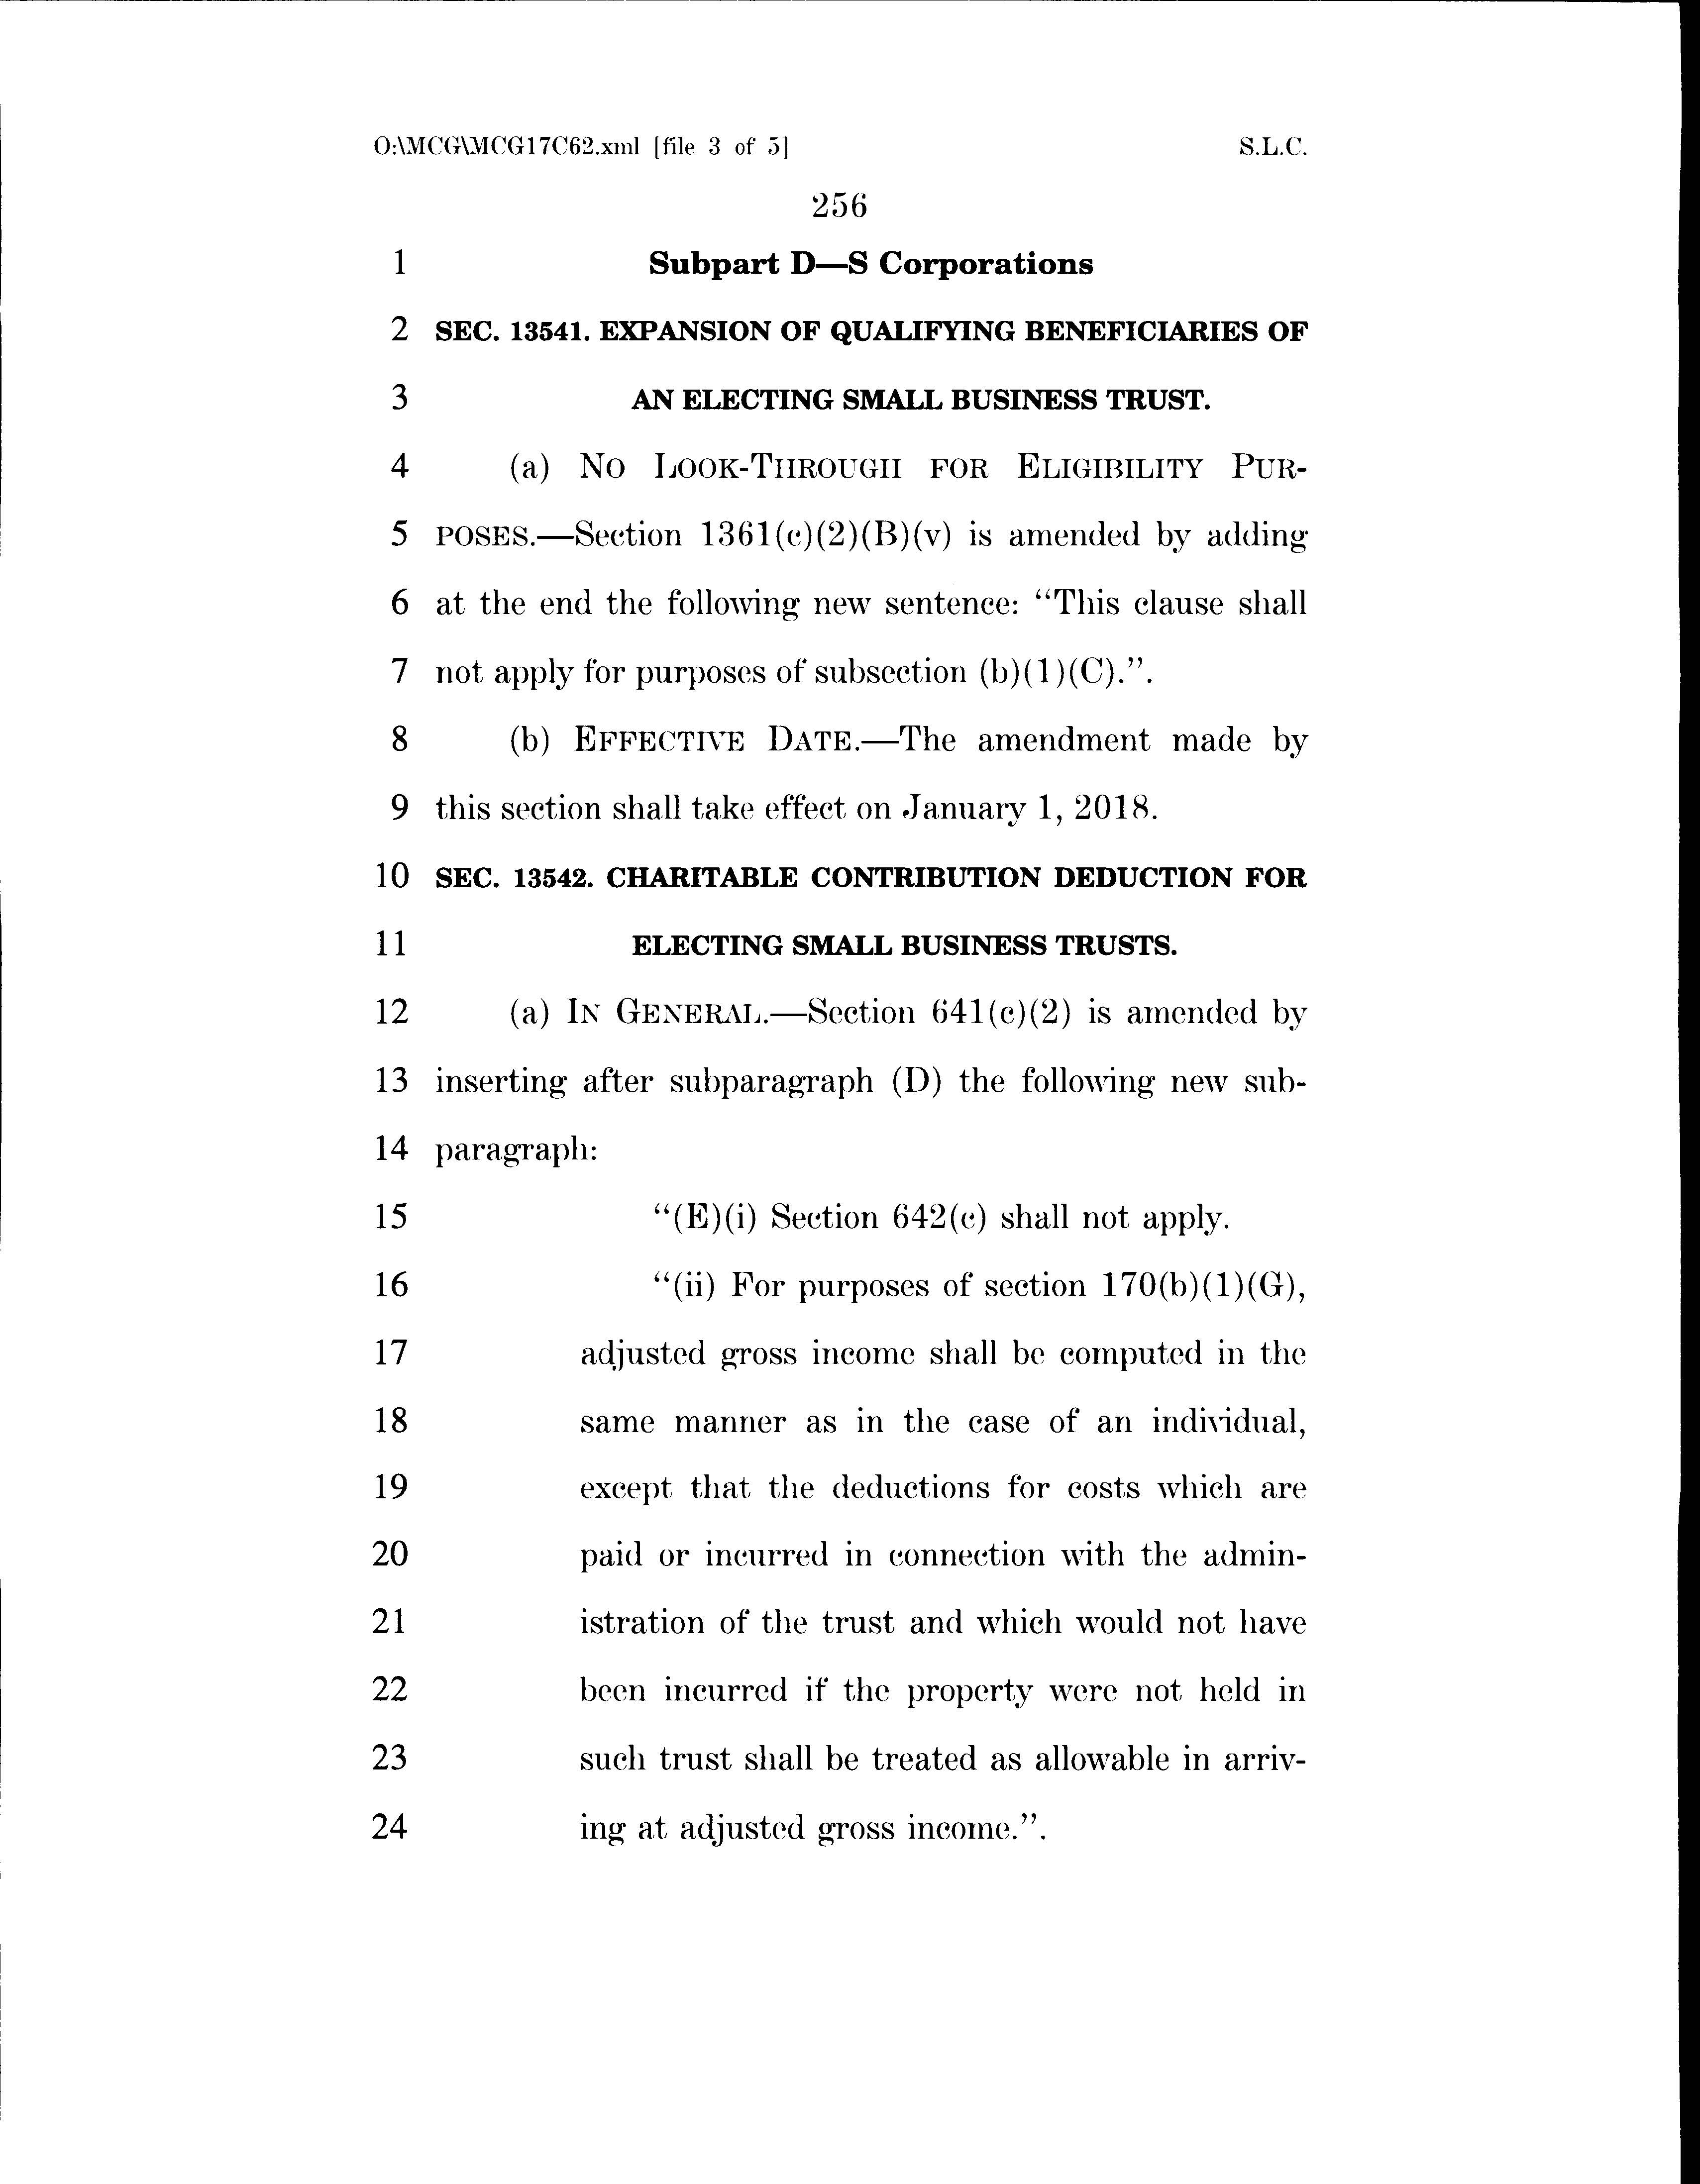 O:\MCG\MCG17C62.xml [file 3 of 5] S.L.C.
256
1 Subpart D—S Corporations
2 SEC. 13541. EXPANSION OF QUALIFYING BENEFICIARIES OF
3 AN ELECTING SMALL BUSINESS TRUST.
4 (a) NO LOOK-THROUGH FOR ELIGIBILITY PUR-
5 POSES.—Section 1361(c)(2)(B)(v) is amended by adding
6 at the end the following new sentence: “This clause shall
7 not apply for purposes of subsection (b)(1)(C).”.
8 (b) EFFECTIVE DATE.—The amendment made by
9 this section shall take effect on January 1, 2018.
10 SEC. 13542. CHARITABLE CONTRIBUTION DEDUCTION FOR
11 ELECTING SMALL BUSINESS TRUSTS.
12 (a) IN GENERAL.—Section 641(c)(2) is amended by
13 inserting after subparagraph (D) the following new sub-
14 paragraph:
15 “(E)(i) Section 642(c) shall not apply.
16 “(ii) For purposes of section 170(b)(1)(G),
17 adjusted gross income shall be computed in the
18 same manner as in the case of an individual,
19 except that the deductions for costs which are
20 paid or incurred in connection with the admin-
21 istration of the trust and which would not have
22 been incurred if the property were not held in
23 such trust shall be treated as allowable in arriv-
24 ing at adjusted gross income.”.